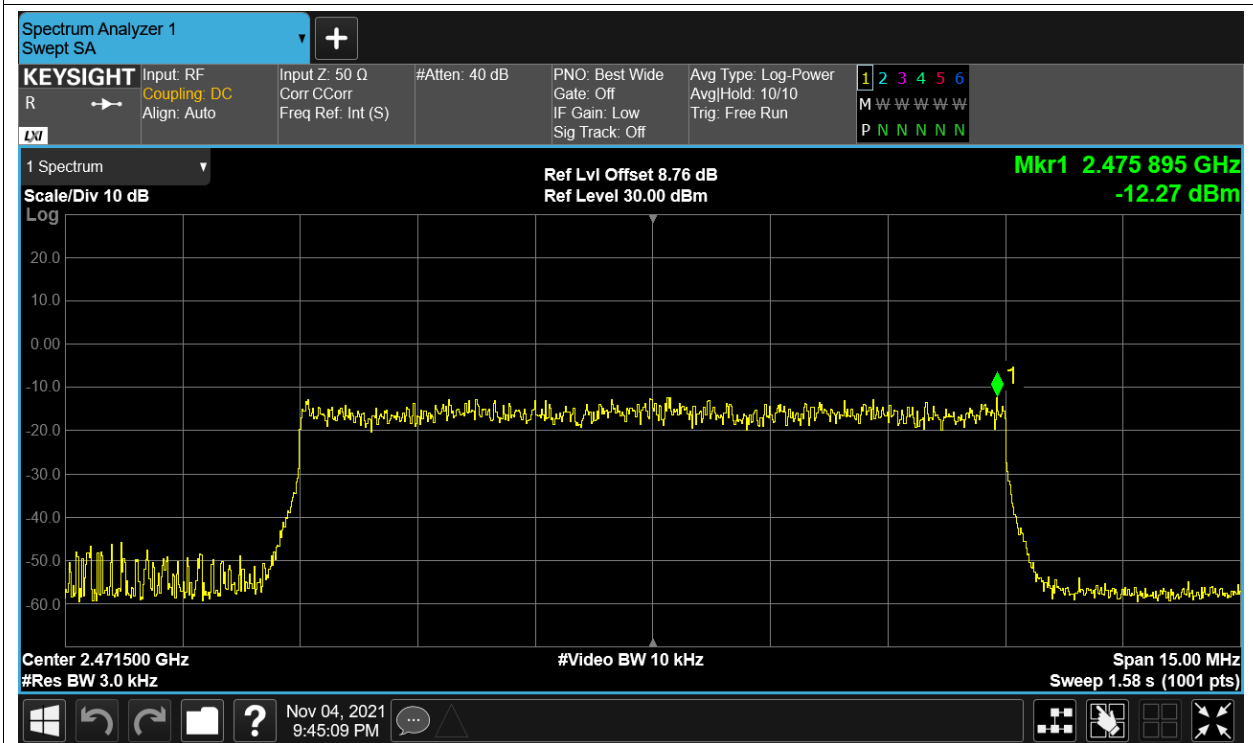 Spectrum Analyzer 1
Swept SA
KEYSIGHT
R
LXI
Input: RF
Coupling: DC
Align: Auto
Input Z: 50 Ω
Corr CCorr
Freq Ref: Int (S)
#Atten: 40 dB
PNO: Best Wide
Gate: Off
IF Gain: Low
Sig Track: Off
Avg Type: Log-Power
Avg|Hold: 10/10
Trig: Free Run
1 2 3 4 5 6
M W W W W W
P N N N N N
1 Spectrum
Scale/Div 10 dB
Ref Lvl Offset 8.76 dB
Ref Level 30.00 dBm
Mkr1 2.475 895 GHz
-12.27 dBm
Log
20.0
10.0
0.00
-10.0
-20.0
-30.0
-40.0
-50.0
-60.0
1
Center 2.471500 GHz
#Res BW 3.0 kHz
#Video BW 10 kHz
Span 15.00 MHz
Sweep 1.58 s (1001 pts)
?
Nov 04, 2021
9:45:09 PM